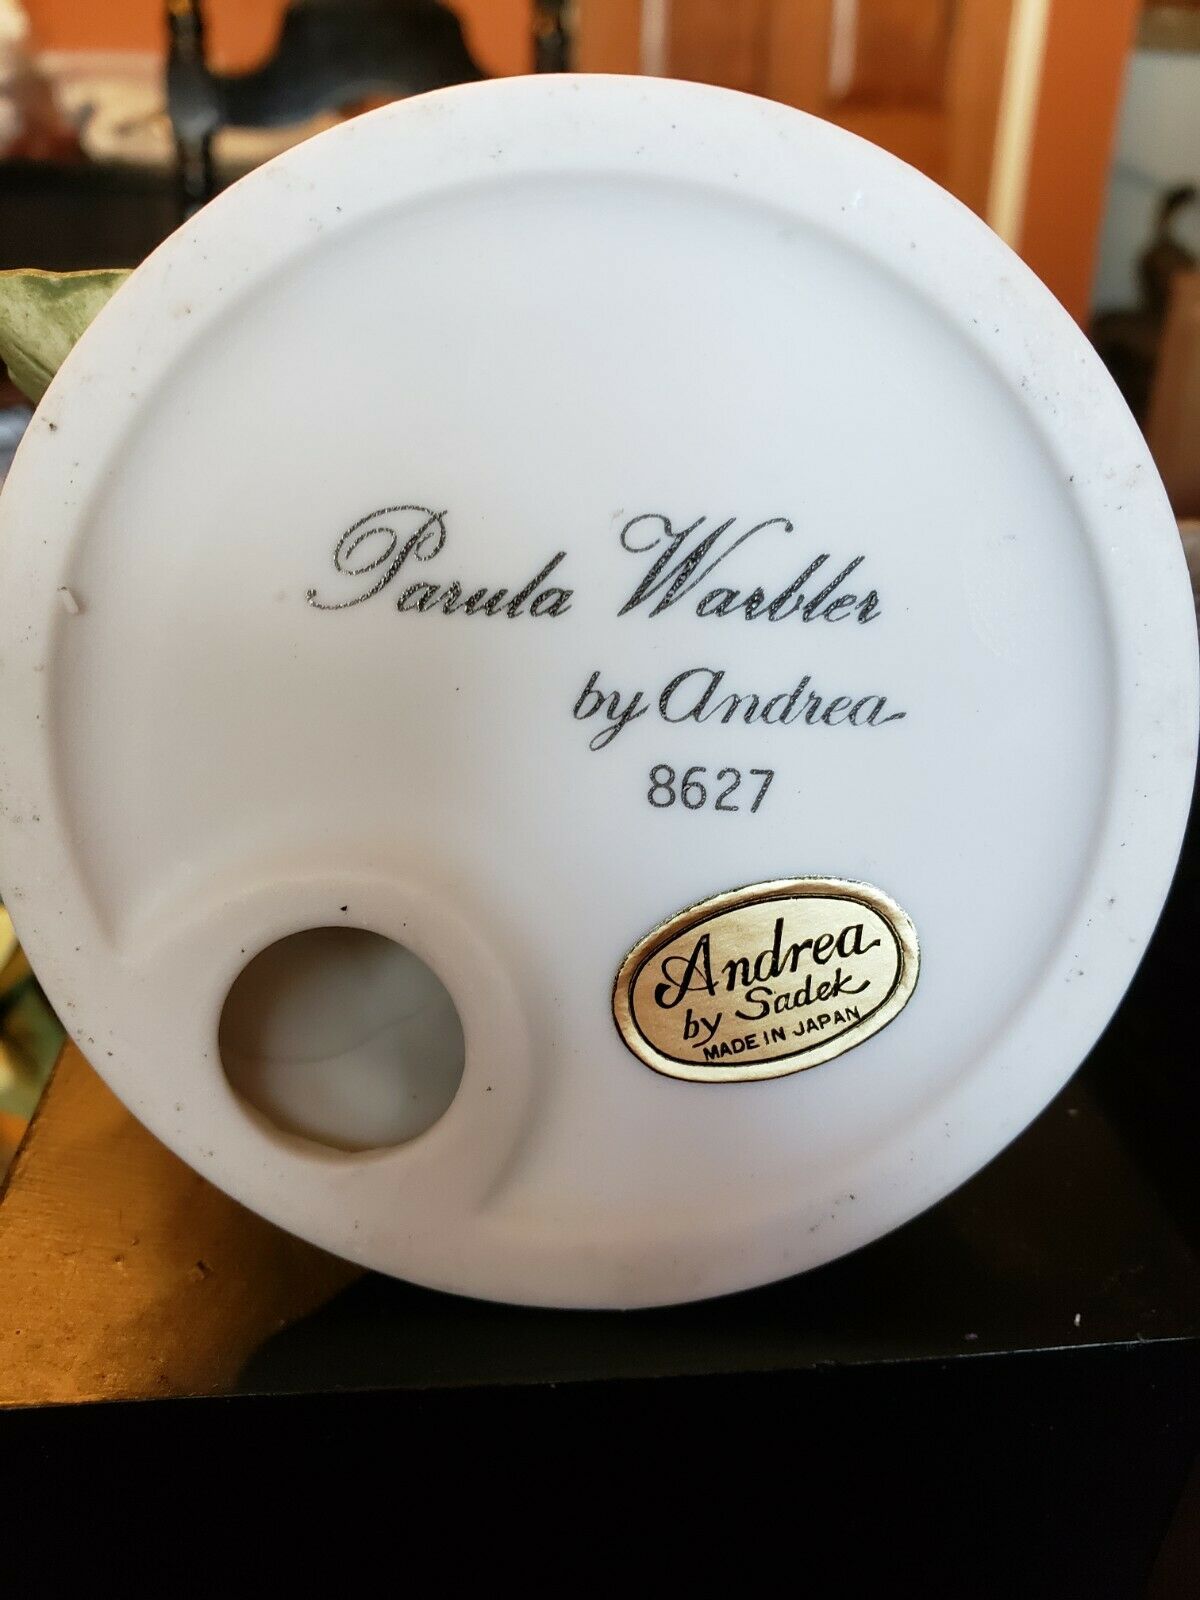 Parula Warbler
by Andrea
8627
Andrea
by Sadek
MADE IN JAPAN